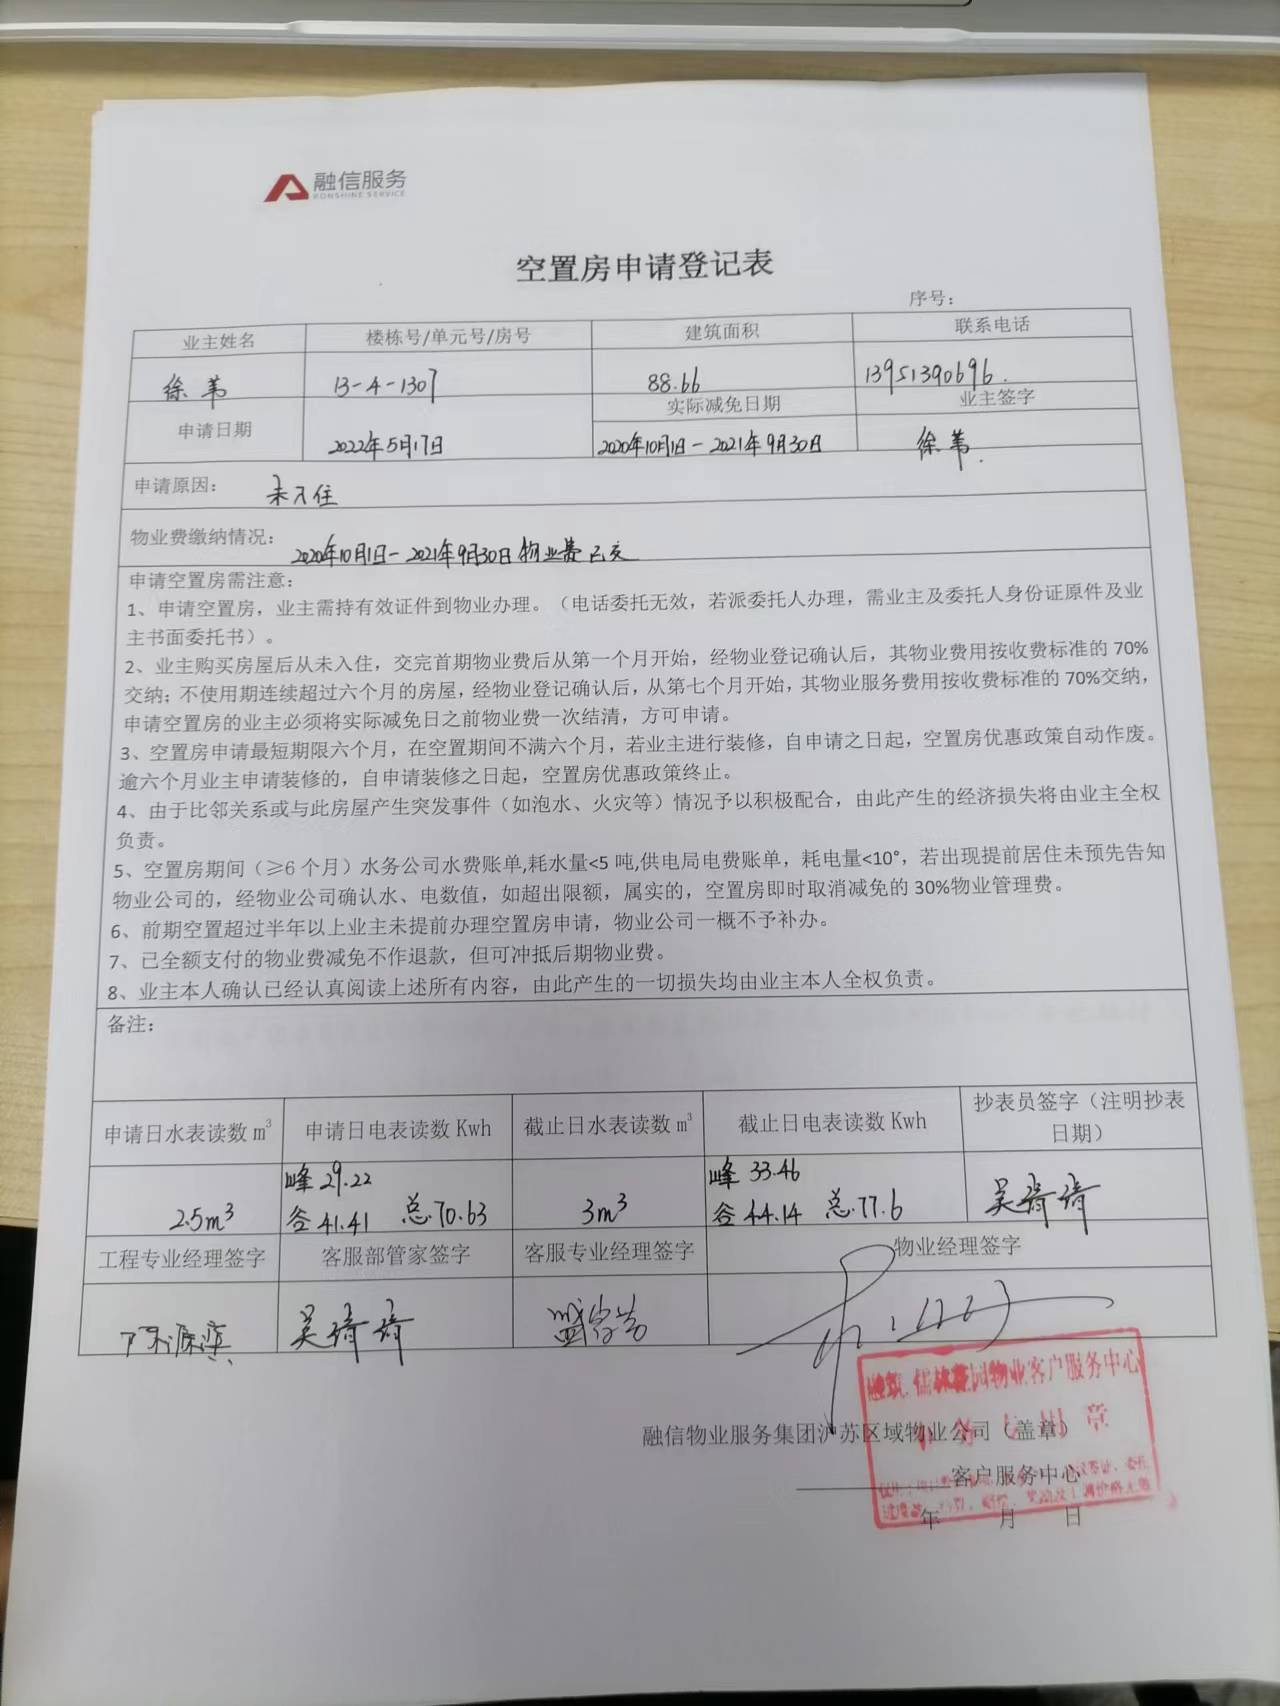 融信服务
RONSHINE SERVICE
空置房申请登记表
序号：
业主姓名 楼栋号/单元号/房号 建筑面积 联系电话
徐苇 13-4-1307 88.66 13951390696.
实际减免日期 业主签字
申请日期 2022年5月17日 2020年10月1日-2021年9月30日 徐苇.
申请原因： 未入住
物业费缴纳情况： 2020年10月1日-2021年9月30日物业费已交
申请空置房需注意：
1、申请空置房，业主需持有效证件到物业办理。（电话委托无效，若派委托人办理，需业主及委托人身份证原件及业
主书面委托书）。
2、业主购买房屋后从未入住，交完首期物业费后从第一个月开始，经物业登记确认后，其物业费用按收费标准的 70%
交纳；不使用期连续超过六个月的房屋，经物业登记确认后，从第七个月开始，其物业服务费用按收费标准的 70%交纳，
申请空置房的业主必须将实际减免日之前物业费一次结清，方可申请。
3、空置房申请最短期限六个月，在空置期间不满六个月，若业主进行装修，自申请之日起，空置房优惠政策自动作废。
逾六个月业主申请装修的，自申请装修之日起，空置房优惠政策终止。
4、由于比邻关系或与此房屋产生突发事件（如泡水、火灾等）情况予以积极配合，由此产生的经济损失将由业主全权
负责。
5、空置房期间（≥6 个月）水务公司水费账单,耗水量<5 吨,供电局电费账单，耗电量<10°，若出现提前居住未预先告知
物业公司的，经物业公司确认水、电数值，如超出限额，属实的，空置房即时取消减免的 30%物业管理费。
6、前期空置超过半年以上业主未提前办理空置房申请，物业公司一概不予补办。
7、已全额支付的物业费减免不作退款，但可冲抵后期物业费。
8、业主本人确认已经认真阅读上述所有内容，由此产生的一切损失均由业主本人全权负责。
备注：
申请日水表读数 m³ 申请日电表读数 Kwh 截止日水表读数 m³ 截止日电表读数 Kwh 抄表员签字（注明抄表
日期）
峰 29.22 峰 33.46
2.5m³ 谷 41.41 总.70.63 3m³ 谷 44.14 总.77.6 吴琦琦
工程专业经理签字 客服部管家签字 客服专业经理签字 物业经理签字
吴琦琦
儒林花园物业客户服务中心
融信物业服务集团沪苏区域物业公司（盖章）
客户服务中心
年 月 日